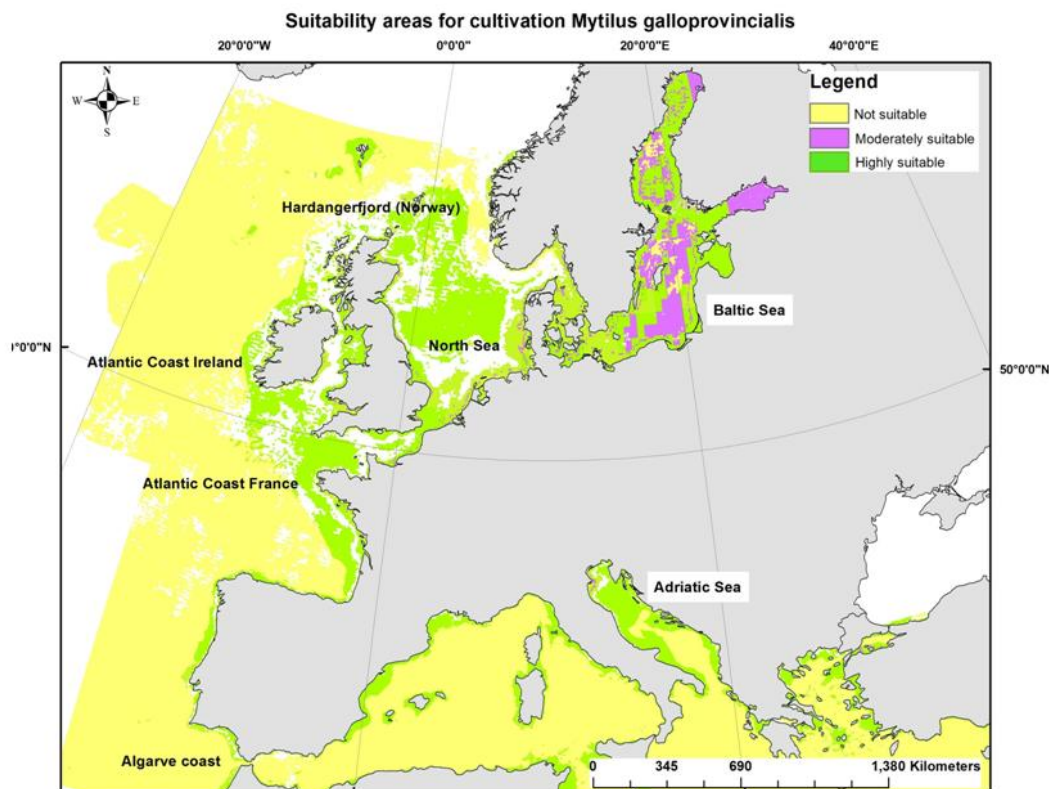 Suitability areas for cultivation Mytilus galloprovincialis
20°0'0"W
0°0'0"
20°0'0"E
40°0'0"E
N
W
E
S
Legend
Not suitable
Moderately suitable
Highly suitable
Hardangerfjord (Norway)
Baltic Sea
North Sea
Atlantic Coast Ireland
50°0'0"N
Atlantic Coast France
Adriatic Sea
Algarve coast
0
345
690
1,380 Kilometers